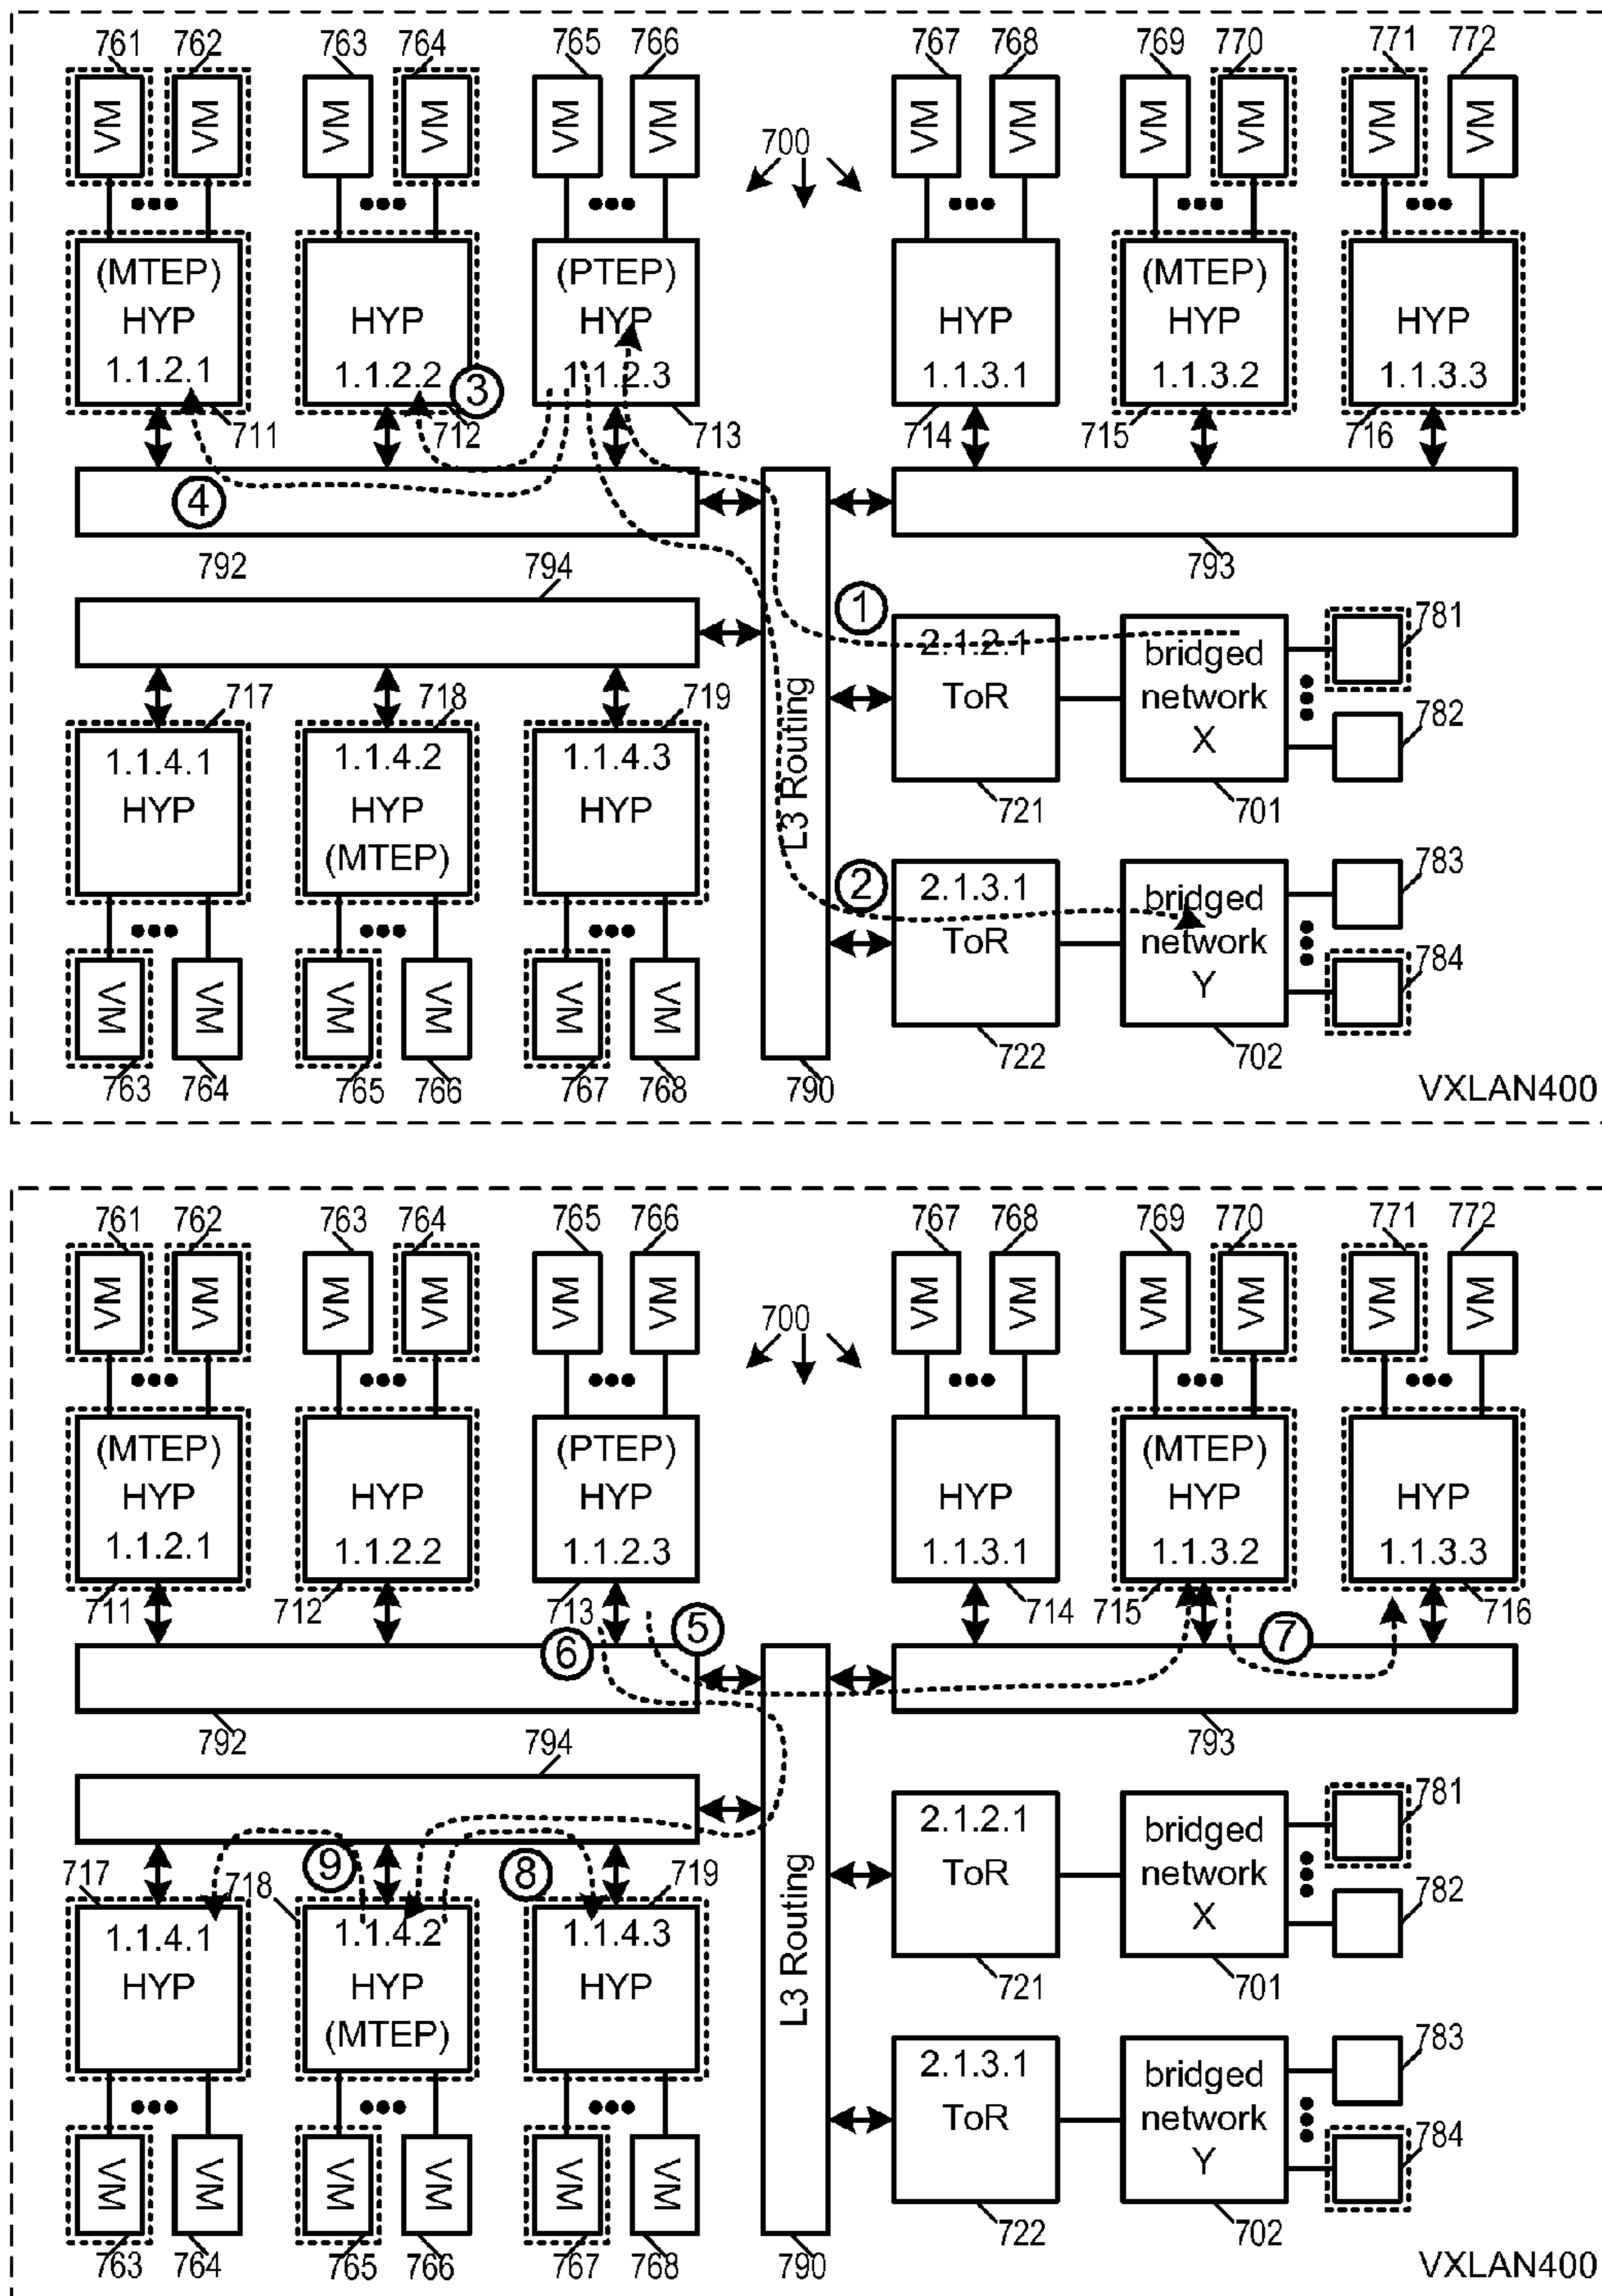 761 762 763 764 765 766 767 768 769 770 771 772
VM VM VM VM VM VM VM VM VM VM VM VM
700
(MTEP) HYP 1.1.2.1
HYP 1.1.2.2
(PTEP) HYP 1.1.2.3
HYP 1.1.3.1
(MTEP) HYP 1.1.3.2
HYP 1.1.3.3
3
711 712 713 714 715 716
4
792 794 793
1
717 718 719
1.1.4.1 HYP
1.1.4.2 HYP (MTEP)
1.1.4.3 HYP
L3 Routing
2.1.2.1 ToR
bridged network X
781
782
721 701
2
2.1.3.1 ToR
bridged network Y
783
784
VM VM VM VM VM VM
722 702
763 764 765 766 767 768 790
VXLAN400
761 762 763 764 765 766 767 768 769 770 771 772
VM VM VM VM VM VM VM VM VM VM VM VM
700
(MTEP) HYP 1.1.2.1
HYP 1.1.2.2
(PTEP) HYP 1.1.2.3
HYP 1.1.3.1
(MTEP) HYP 1.1.3.2
HYP 1.1.3.3
711 712 713 714 715 716
6 5 7
792 794 793
9 8
717 718 719
1.1.4.1 HYP
1.1.4.2 HYP (MTEP)
1.1.4.3 HYP
L3 Routing
2.1.2.1 ToR
bridged network X
781
782
721 701
2.1.3.1 ToR
bridged network Y
783
784
VM VM VM VM VM VM
722 702
763 764 765 766 767 768 790
VXLAN400